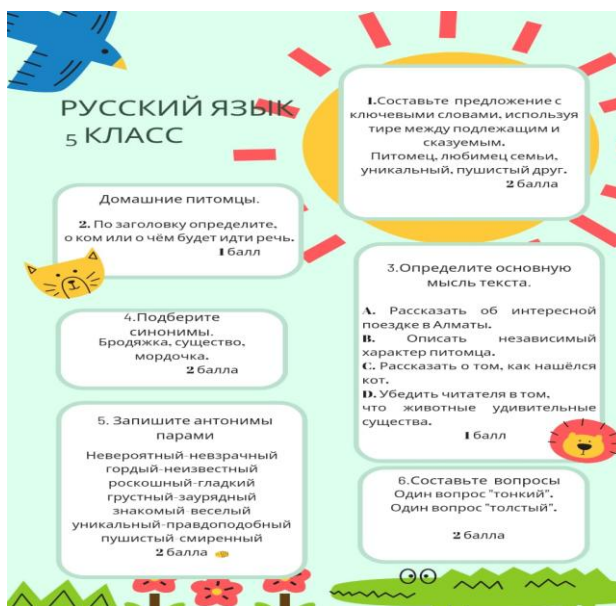 РУССКИЙ ЯЗЫК
5 КЛАСС
1.Составьте предложение с
ключевыми словами, используя
тире между подлежащим и
сказуемым.
Питомец, любимец семьи,
уникальный, пушистый друг.
2 балла
Домашние питомцы.
2. По заголовку определите,
о ком или о чём будет идти речь.
1 балл
3.Определите основную
мысль текста.
A. Рассказать об интересной
поездке в Алматы.
B. Описать независимый
характер питомца.
C. Рассказать о том, как нашёлся
кот.
D. Убедить читателя в том,
что животные удивительные
существа.
1 балл
4.Подберите
синонимы.
Бродяжка, существо,
мордочка.
2 балла
5. Запишите антонимы
парами
Невероятный-невзрачный
гордый-неизвестный
роскошный-гладкий
грустный-заурядный
знакомый-веселый
уникальный-правдоподобный
пушистый-смиренный
2 балла
6.Составьте вопросы
Один вопрос "тонкий".
Один вопрос "толстый".
2 балла